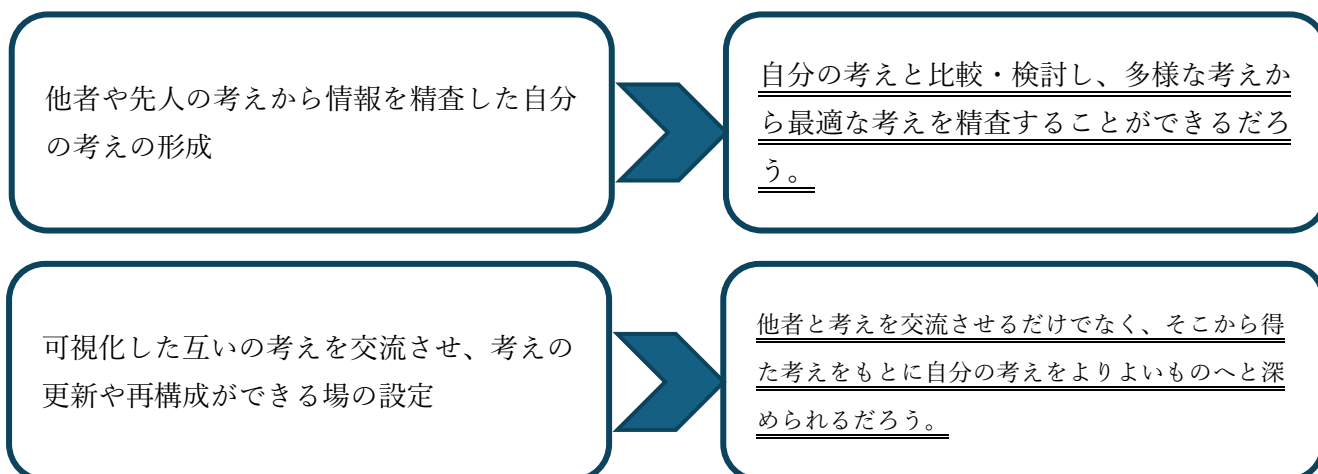 他者や先人の考えから情報を精査した自分
の考えの形成
自分の考えと比較・検討し、多様な考えか
ら最適な考えを精査することができるだろ
う。
可視化した互いの考えを交流させ、考えの
更新や再構成ができる場の設定
他者と考えを交流させるだけでなく、そこから得
た考えをもとに自分の考えをよりよいものへと深
められるだろう。